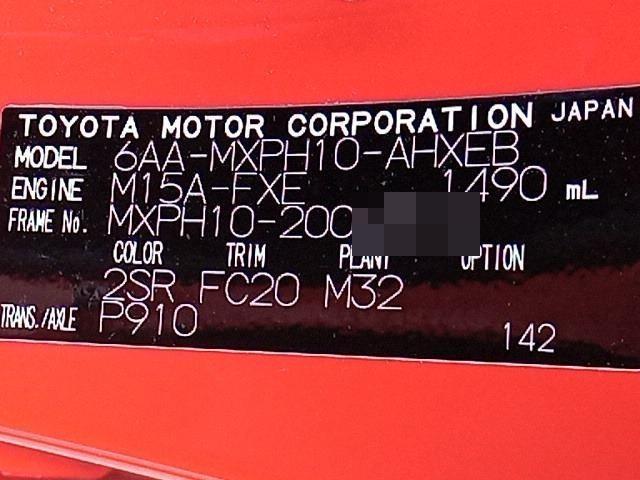 TOYOTA MOTOR CORPORATION JAPAN
MODEL 6AA-MXPH10-AHXEB
ENGINE M15A-FXE 1490 mL
FRAME No. MXPH10-200
COLOR TRIM PLANT OPTION
2SR FC20 M32
TRANS./AXLE P910
142